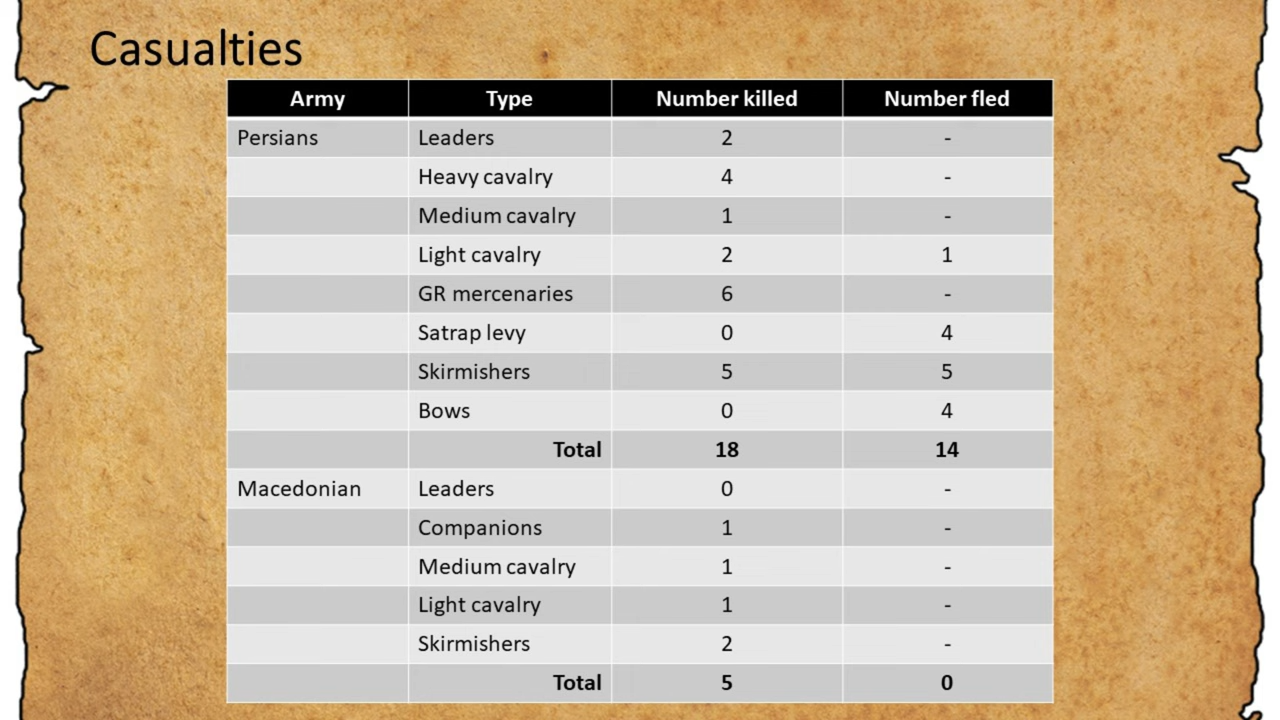 Casualties
Army Type Number killed Number fled
Persians Leaders 2 -
Heavy cavalry 4 -
Medium cavalry 1 -
Light cavalry 2 1
GR mercenaries 6 -
Satrap levy 0 4
Skirmishers 5 5
Bows 0 4
Total 18 14
Macedonian Leaders 0 -
Companions 1 -
Medium cavalry 1 -
Light cavalry 1 -
Skirmishers 2 -
Total 5 0